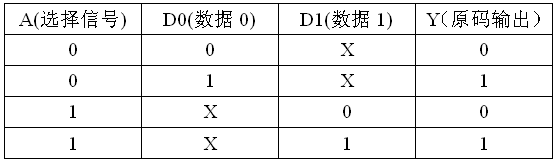 A(选择信号) D0(数据 0) D1(数据 1) Y（原码输出）
0 0 X 0
0 1 X 1
1 X 0 0
1 X 1 1